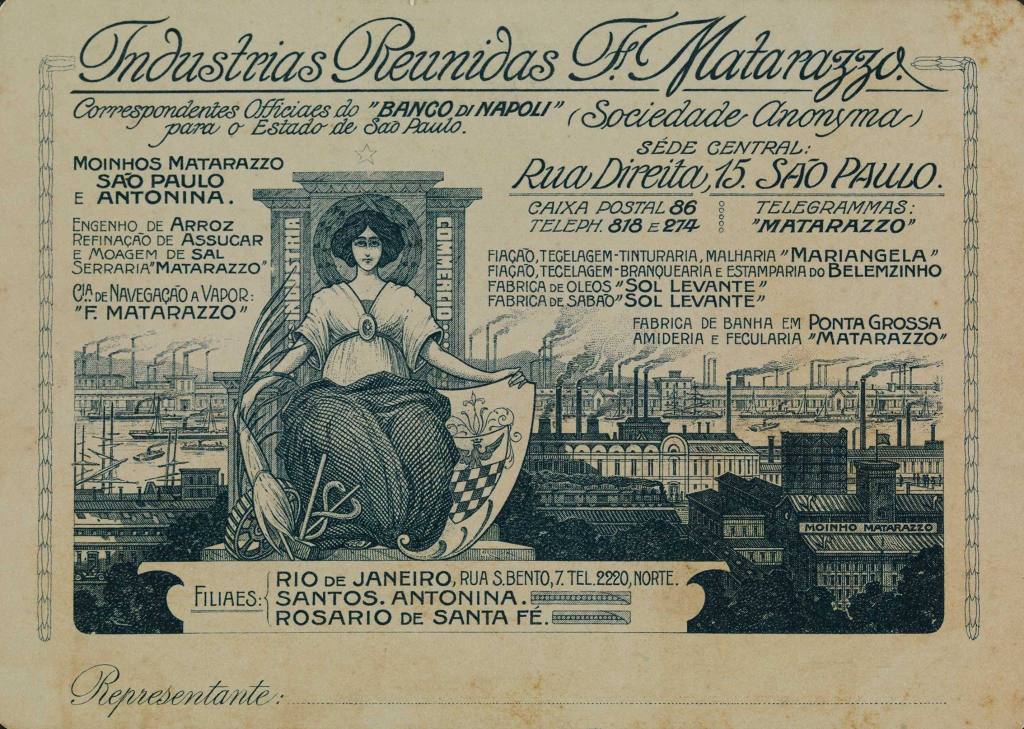 Industrias Reunidas F. Matarazzo.
Correspondentes Officiaes do "BANCO DI NAPOLI"
para o Estado de São Paulo.
(Sociedade Anonyma)
SÉDE CENTRAL:
Rua Direita, 15. SÃO PAULO.
CAIXA POSTAL 86
TELEPH. 818 E 274
TELEGRAMMAS:
"MATARAZZO"
MOINHOS MATARAZZO
SÃO PAULO
E ANTONINA.
ENGENHO DE ARROZ
REFINAÇÃO DE ASSUCAR
E MOAGEM DE SAL
SERRARIA "MATARAZZO"
CIA. DE NAVEGAÇÃO A VAPOR:
"F. MATARAZZO"
INDUSTRIA
COMMERCIO
FIAÇÃO, TECELAGEM-TINTURARIA, MALHARIA "MARIANGELA"
FIAÇÃO, TECELAGEM-BRANQUEARIA E ESTAMPARIA DO BELEMZINHO
FABRICA DE OLEOS "SOL LEVANTE"
FABRICA DE SABÃO "SOL LEVANTE"
FABRICA DE BANHA EM PONTA GROSSA
AMIDERIA E FECULARIA "MATARAZZO"
MOINHO MATARAZZO
FILIAES:
RIO DE JANEIRO, RUA S. BENTO, 7. TEL. 2220, NORTE.
SANTOS. ANTONINA.
ROSARIO DE SANTA FÉ.
Representante: